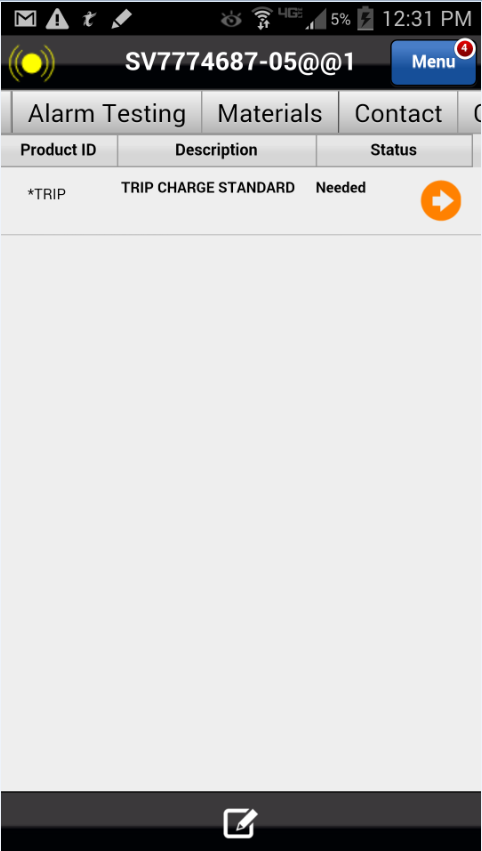 t 4G 5% 12:31 PM
SV7774687-05@@1 Menu 4
Alarm Testing Materials Contact
Product ID Description Status
*TRIP TRIP CHARGE STANDARD Needed